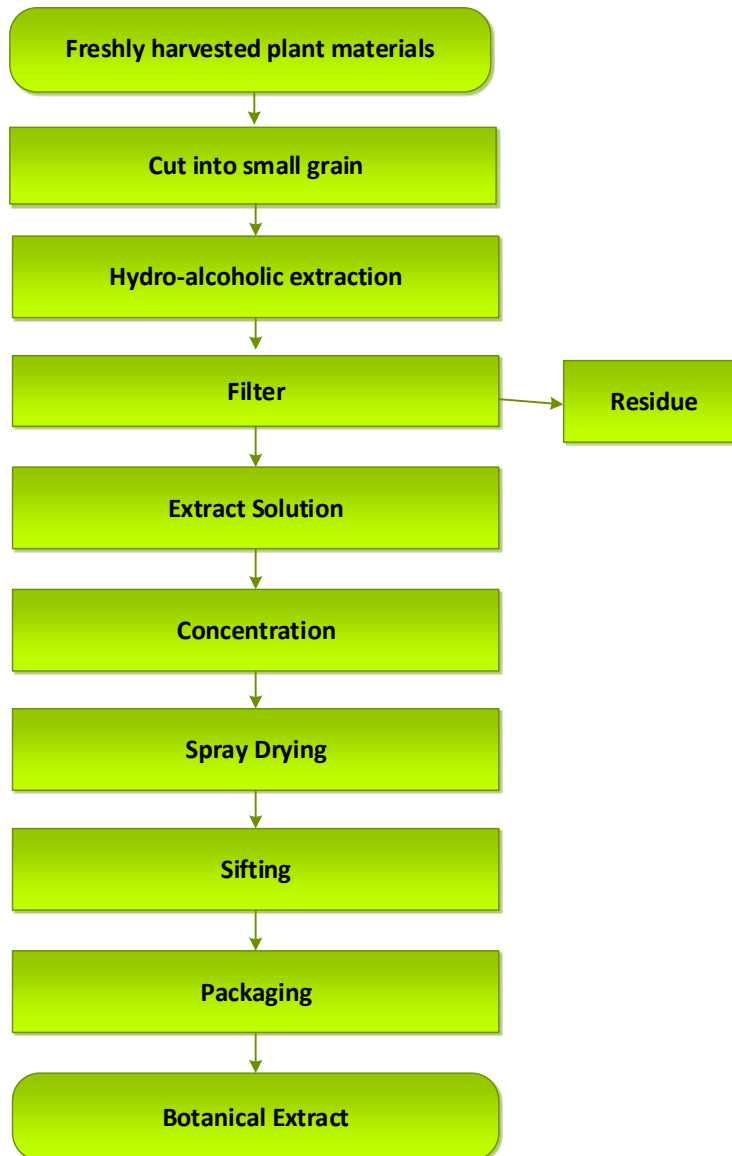 Freshly harvested plant materials
Cut into small grain
Hydro-alcoholic extraction
Filter
Residue
Extract Solution
Concentration
Spray Drying
Sifting
Packaging
Botanical Extract